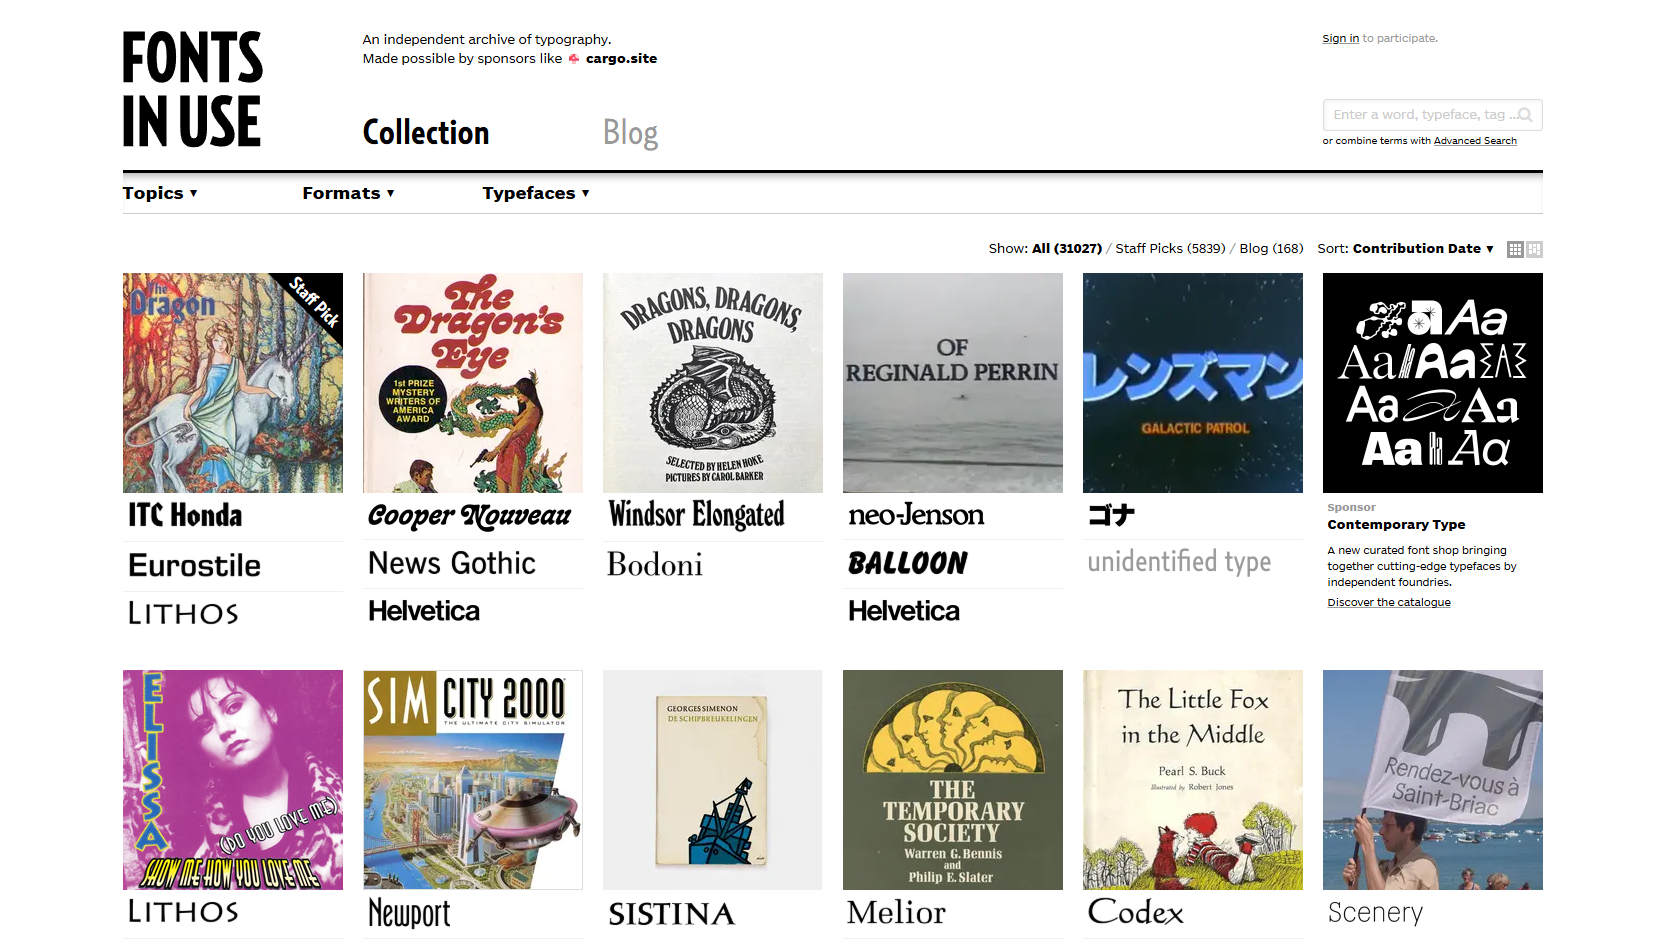 FONTS
IN USE
An independent archive of typography.
Made possible by sponsors like cargo.site
Sign in to participate.
Collection
Blog
Enter a word, typeface, tag ...
or combine terms with Advanced Search
Topics ▼
Formats ▼
Typefaces ▼
Show: All (31027) / Staff Picks (5839) / Blog (168)
Sort: Contribution Date ▼
The
Dragon
Staff Pick
The
Dragon's
Eye
1st PRIZE
MYSTERY
WRITERS OF
AMERICA
AWARD
DRAGONS, DRAGONS,
DRAGONS
SELECTED BY HELEN HOKE
PICTURES BY CAROL BARKER
OF
REGINALD PERRIN
レンズマン
GALACTIC PATROL
Aa
Aa Aa
Aa Aa
Aa Aa
ITC Honda
Eurostile
LITHOS
Cooper Nouveau
News Gothic
Helvetica
Windsor Elongated
Bodoni
neo-Jenson
BALLOON
Helvetica
ゴナ
unidentified type
Sponsor
Contemporary Type
A new curated font shop bringing
together cutting-edge typefaces by
independent foundries.
Discover the catalogue
ELISSA
(DO YOU LOVE ME)
SHOW ME HOW YOU LOVE ME
SIM CITY 2000
THE ULTIMATE CITY SIMULATOR
GEORGES SIMENON
DE SCHIPBREUKELINGEN
THE
TEMPORARY
SOCIETY
Warren G. Bennis
and
Philip E. Slater
The Little Fox
in the Middle
Pearl S. Buck
Illustrated by Robert Jones
Rendez-vous à
Saint-Briac
LITHOS
Newport
SISTINA
Melior
Codex
Scenery